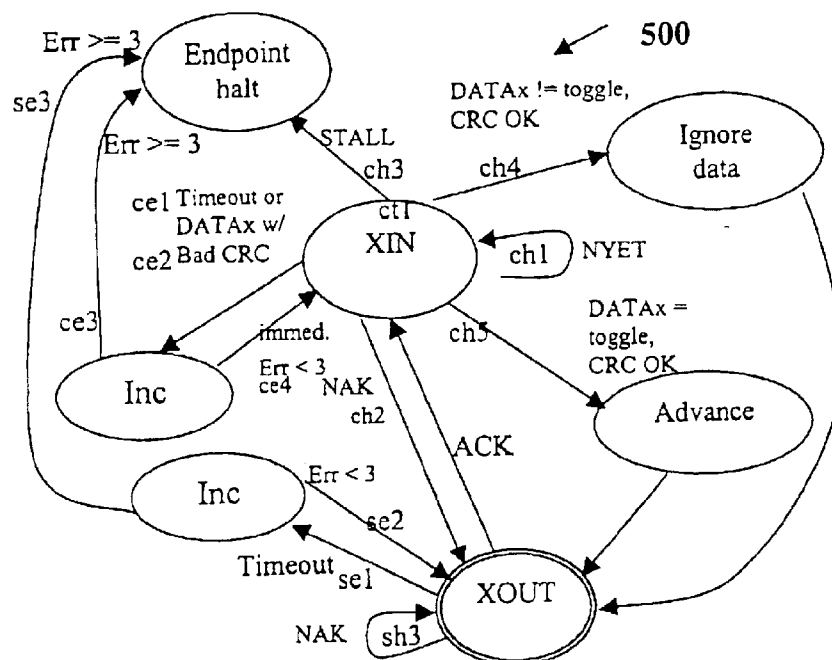 500
Err >= 3
Endpoint
halt
se3
DATAx != toggle,
CRC OK
Err >= 3
STALL
ch3
ch4
Ignore
data
ce1 Timeout or
DATAx w/
ce2 Bad CRC
ct1
XIN
ch1
NYET
ce3
immed.
Err < 3
ce4
ch5
DATAx =
toggle,
CRC OK
Inc
NAK
ch2
Advance
ACK
Inc
Err < 3
se2
Timeout
se1
XOUT
NAK
sh3